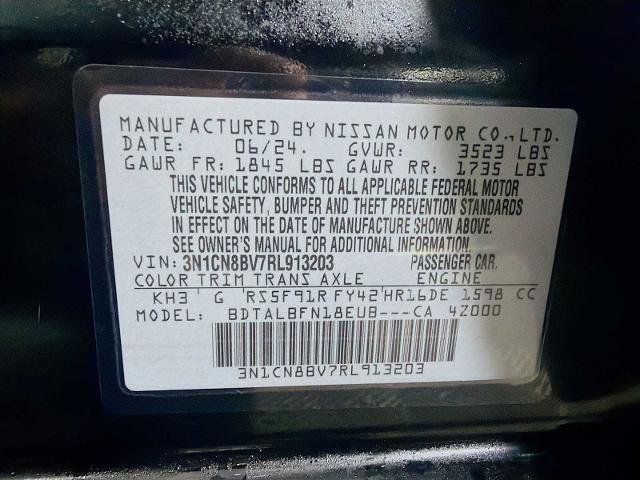 MANUFACTURED BY NISSAN MOTOR CO.,LTD.
DATE: 06/24. GVWR: 3523 LBS
GAWR FR: 1845 LBS GAWR RR: 1735 LBS
THIS VEHICLE CONFORMS TO ALL APPLICABLE FEDERAL MOTOR
VEHICLE SAFETY, BUMPER AND THEFT PREVENTION STANDARDS
IN EFFECT ON THE DATE OF MANUFACTURE SHOWN ABOVE.
SEE OWNER'S MANUAL FOR ADDITIONAL INFORMATION.
VIN: 3N1CN8BV7RL913203 PASSENGER CAR.
COLOR TRIM TRANS AXLE ENGINE
KH3 G RS5F91R FY42 HR16DE 1598 CC
MODEL: BDTALBFN18EUB---CA 4Z000
3N1CN8BV7RL913203